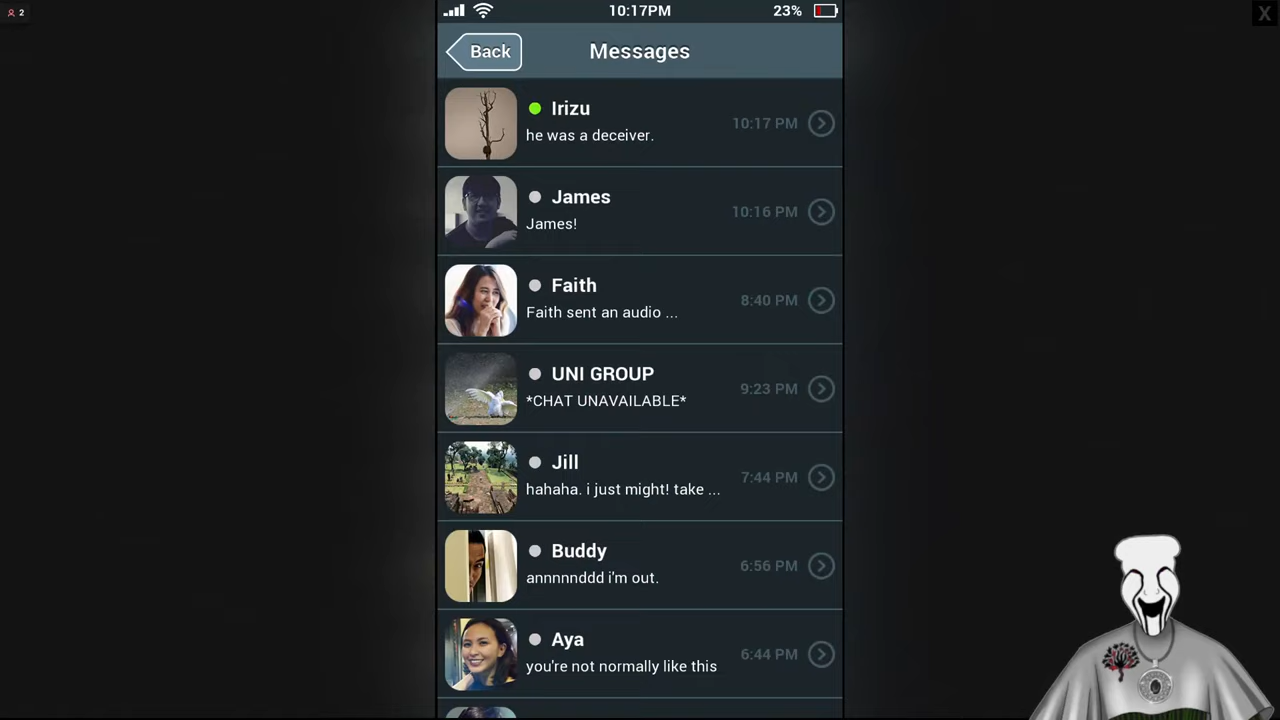 2
X
10:17PM
23%
Back
Messages
Irizu
he was a deceiver.
10:17 PM
James
James!
10:16 PM
Faith
Faith sent an audio ...
8:40 PM
UNI GROUP
*CHAT UNAVAILABLE*
9:23 PM
Jill
hahaha. i just might! take ...
7:44 PM
Buddy
annnnnddd i'm out.
6:56 PM
Aya
you're not normally like this
6:44 PM